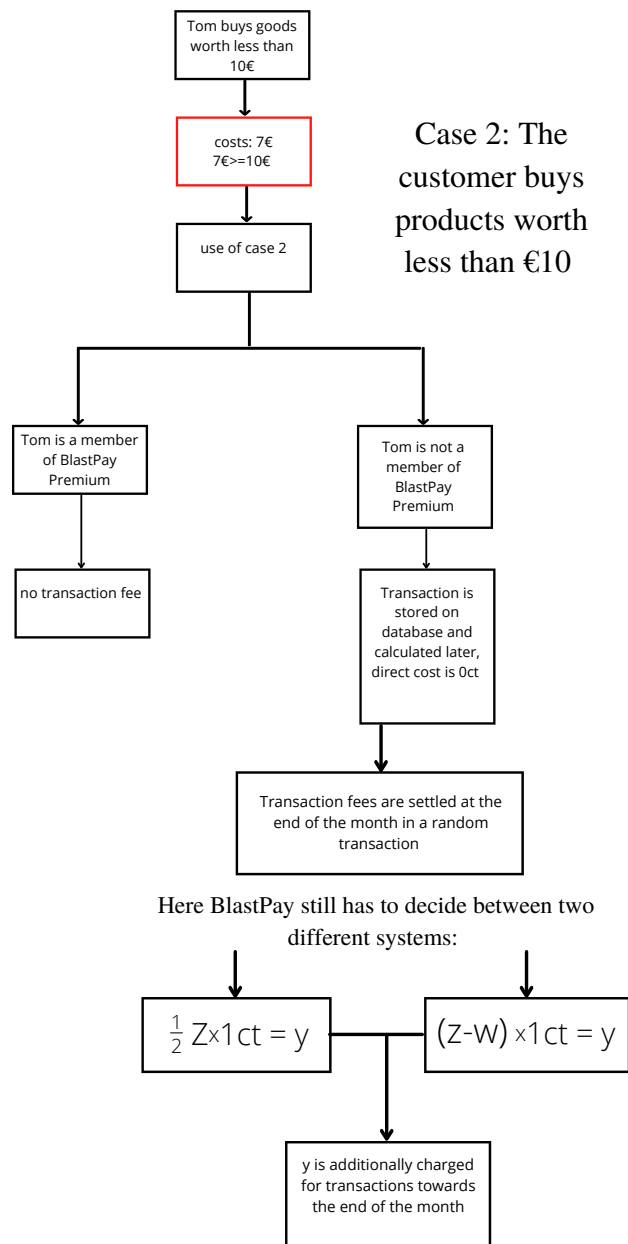 Tom buys goods
worth less than
10€
costs: 7€
7€>=10€
Case 2: The
customer buys
products worth
less than €10
use of case 2
Tom is a member
of BlastPay
Premium
Tom is not a
member of
BlastPay
Premium
no transaction fee
Transaction is
stored on
database and
calculated later,
direct cost is 0ct
Transaction fees are settled at the
end of the month in a random
transaction
Here BlastPay still has to decide between two
different systems:
½ Zx1ct = y
(z-w) x1ct = y
y is additionally charged
for transactions towards
the end of the month